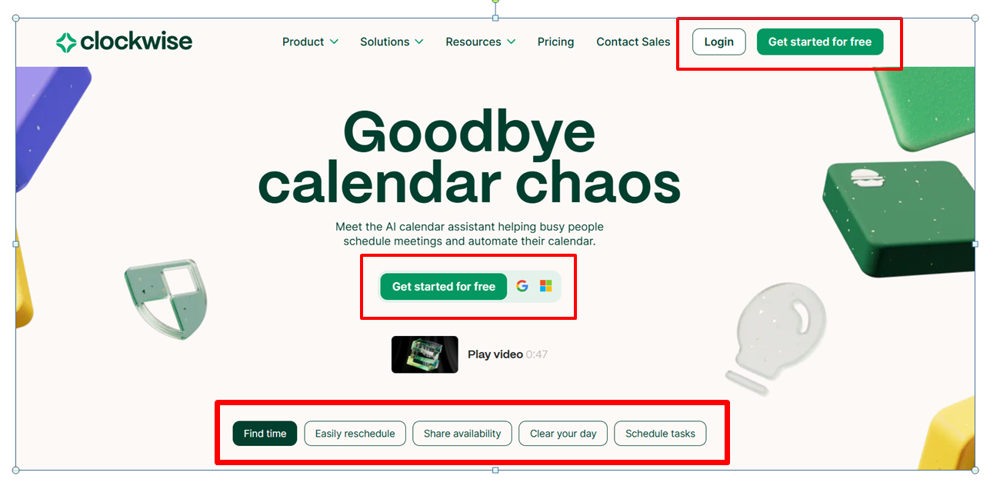 clockwise
Product Solutions Resources Pricing Contact Sales Login Get started for free
Goodbye
calendar chaos
Meet the AI calendar assistant helping busy people
schedule meetings and automate their calendar.
Get started for free
Play video 0:47
Find time Easily reschedule Share availability Clear your day Schedule tasks